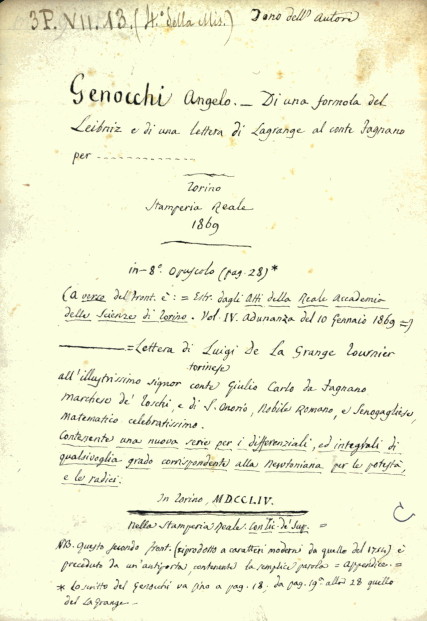 3P. VII. 13. (4.° della Mis.) Dono dell' Autore
Genocchi Angelo. — Di una formola del
Leibniz e di una lettera di Lagrange al conte Fagnano
per - - - - - - - - - - - - -
Torino
Stamperia Reale
1869
in-8°. Opuscolo (pag. 28)*
(a verso del Front. è: = Estr. dagli Atti della Reale Accademia
delle Scienze di Torino. Vol. IV. Adunanza del 10 Gennaio 1869 =)
= Lettera di Luigi De La Grange Tournier
torinese
all'illustrissimo signor conte Giulio Carlo da Fagnano
Marchese de' Toschi, e di S. Onorio, Nobile Romano, e Senogagliese,
Matematico celebratissimo.
Contenente una nuova serie per i differenziali, ed integrali di
qualsivoglia grado corrispondente alla Newtoniana per le potestà,
e le radici.
In Torino, MDCCLIV.
Nella Stamperia Reale. Con lic. de' Sup. =
NB. Questo secondo front. (riprodotto a caratteri moderni da quello del 1754) è
preceduto da un'antiporta contenente la semplice parola = Appendice. =
* Lo scritto del Genocchi va fino a pag. 18; da pag. 19 alla 28 quello
del LaGrange —